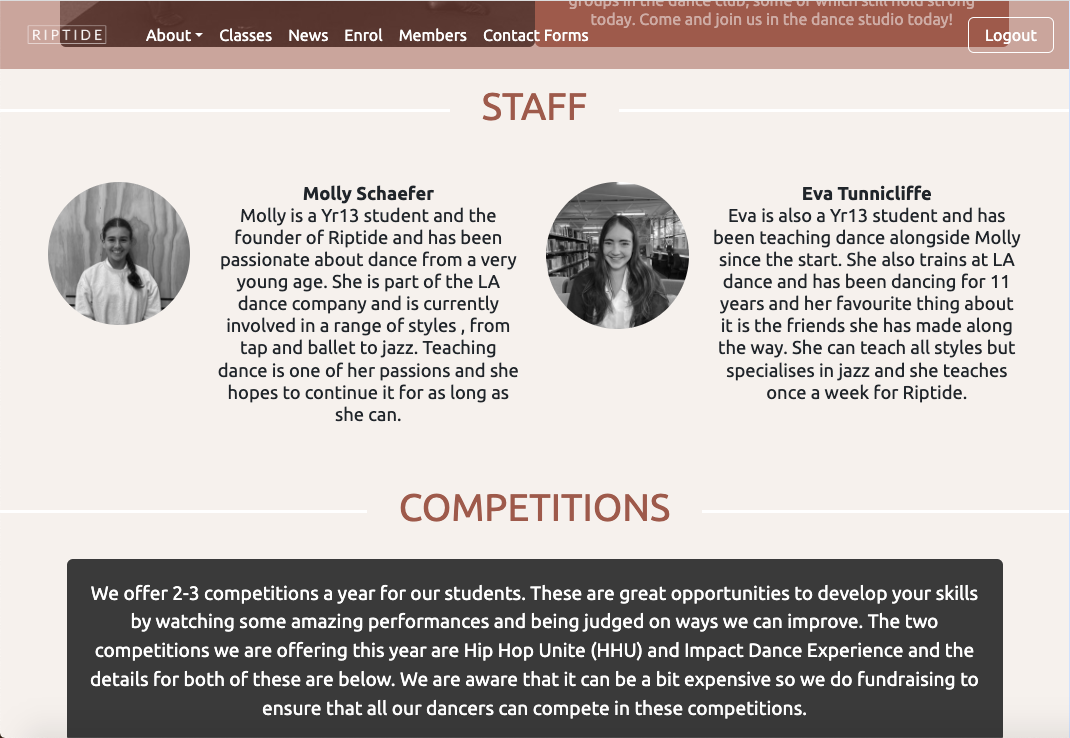 groups in the dance club, some of which still hold strong
today. Come and join us in the dance studio today!
RIPTIDE About Classes News Enrol Members Contact Forms Logout
STAFF
Molly Schaefer
Molly is a Yr13 student and the
founder of Riptide and has been
passionate about dance from a very
young age. She is part of the LA
dance company and is currently
involved in a range of styles , from
tap and ballet to jazz. Teaching
dance is one of her passions and she
hopes to continue it for as long as
she can.
Eva Tunnicliffe
Eva is also a Yr13 student and has
been teaching dance alongside Molly
since the start. She also trains at LA
dance and has been dancing for 11
years and her favourite thing about
it is the friends she has made along
the way. She can teach all styles but
specialises in jazz and she teaches
once a week for Riptide.
COMPETITIONS
We offer 2-3 competitions a year for our students. These are great opportunities to develop your skills
by watching some amazing performances and being judged on ways we can improve. The two
competitions we are offering this year are Hip Hop Unite (HHU) and Impact Dance Experience and the
details for both of these are below. We are aware that it can be a bit expensive so we do fundraising to
ensure that all our dancers can compete in these competitions.